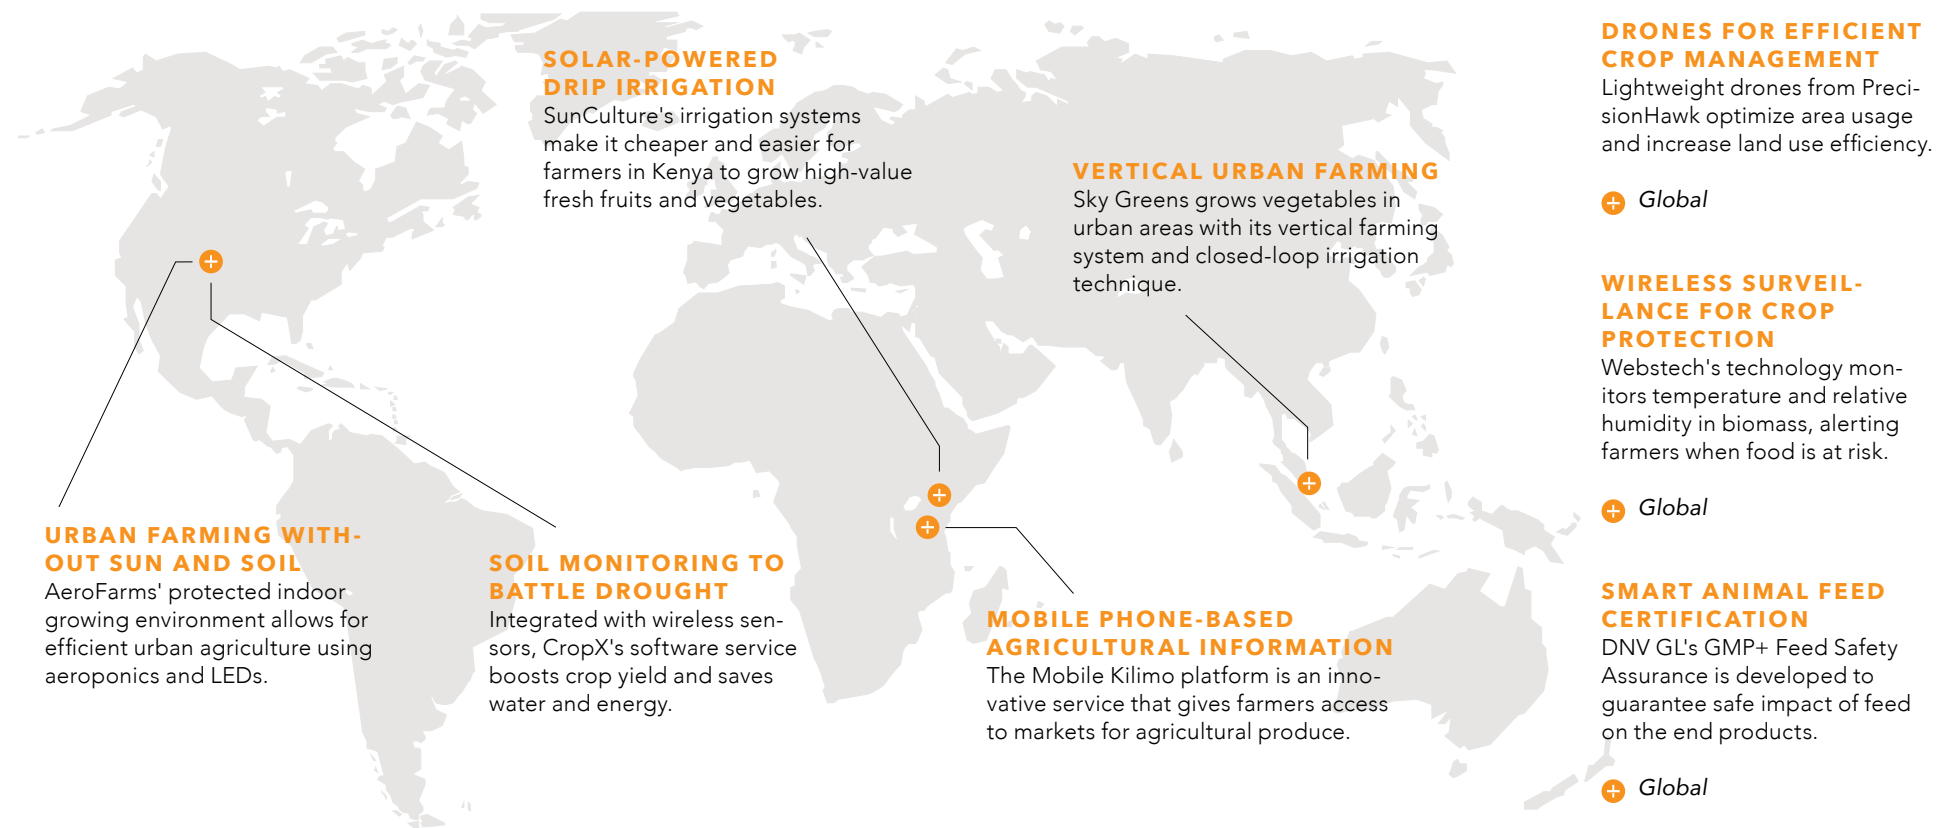 SOLAR-POWERED
DRIP IRRIGATION
SunCulture's irrigation systems
make it cheaper and easier for
farmers in Kenya to grow high-value
fresh fruits and vegetables.
VERTICAL URBAN FARMING
Sky Greens grows vegetables in
urban areas with its vertical farming
system and closed-loop irrigation
technique.
URBAN FARMING WITH-
OUT SUN AND SOIL
AeroFarms' protected indoor
growing environment allows for
efficient urban agriculture using
aeroponics and LEDs.
SOIL MONITORING TO
BATTLE DROUGHT
Integrated with wireless sen-
sors, CropX's software service
boosts crop yield and saves
water and energy.
MOBILE PHONE-BASED
AGRICULTURAL INFORMATION
The Mobile Kilimo platform is an inno-
vative service that gives farmers access
to markets for agricultural produce.
DRONES FOR EFFICIENT
CROP MANAGEMENT
Lightweight drones from Preci-
sionHawk optimize area usage
and increase land use efficiency.
Global
WIRELESS SURVEIL-
LANCE FOR CROP
PROTECTION
Webstech's technology mon-
itors temperature and relative
humidity in biomass, alerting
farmers when food is at risk.
Global
SMART ANIMAL FEED
CERTIFICATION
DNV GL's GMP+ Feed Safety
Assurance is developed to
guarantee safe impact of feed
on the end products.
Global